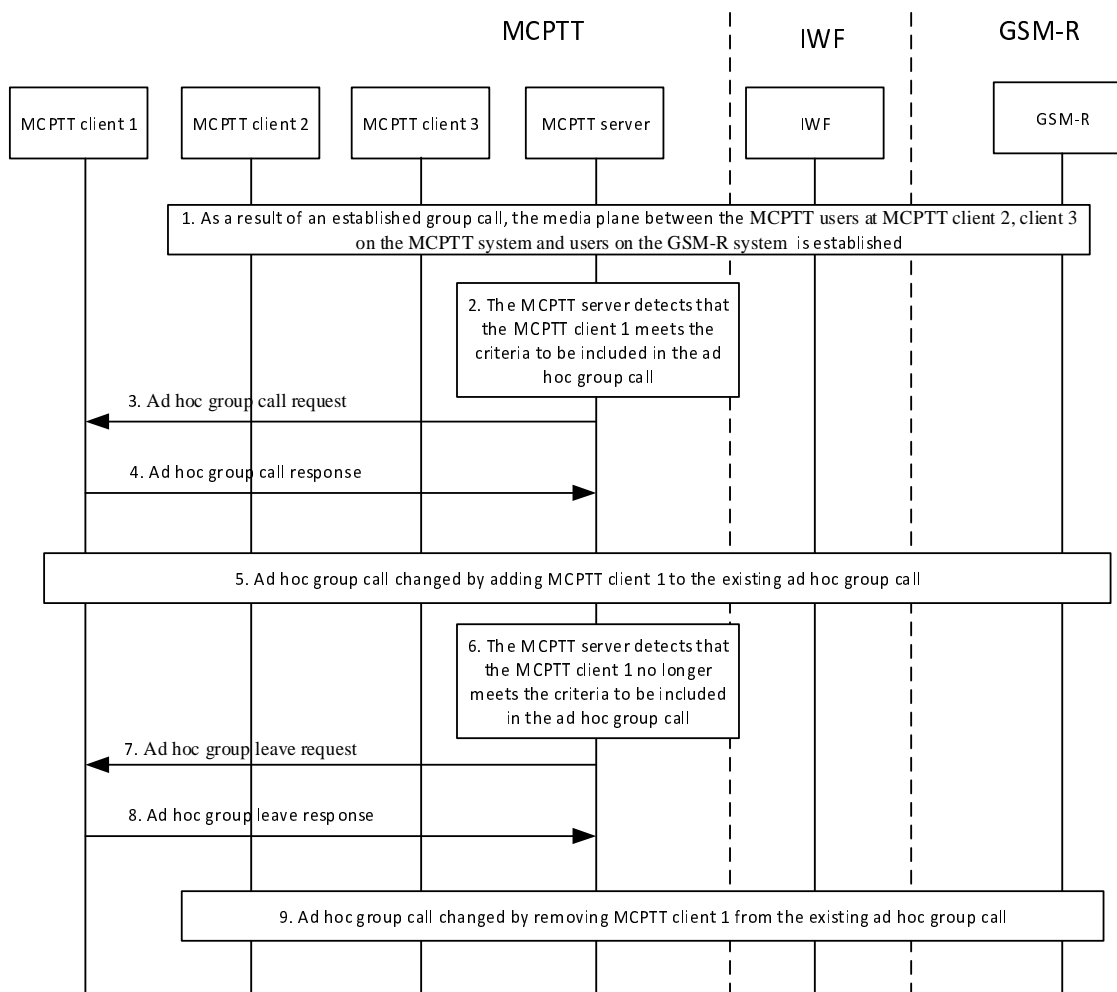 MCPTT
IWF
GSM-R
MCPTT client 1
MCPTT client 2
MCPTT client 3
MCPTT server
IWF
GSM-R
1. As a result of an established group call, the media plane between the MCPTT users at MCPTT client 2, client 3
on the MCPTT system and users on the GSM-R system is established
2. The MCPTT server detects that
the MCPTT client 1 meets the
criteria to be included in the ad
hoc group call
3. Ad hoc group call request
4. Ad hoc group call response
5. Ad hoc group call changed by adding MCPTT client 1 to the existing ad hoc group call
6. The MCPTT server detects that
the MCPTT client 1 no longer
meets the criteria to be included
in the ad hoc group call
7. Ad hoc group leave request
8. Ad hoc group leave response
9. Ad hoc group call changed by removing MCPTT client 1 from the existing ad hoc group call